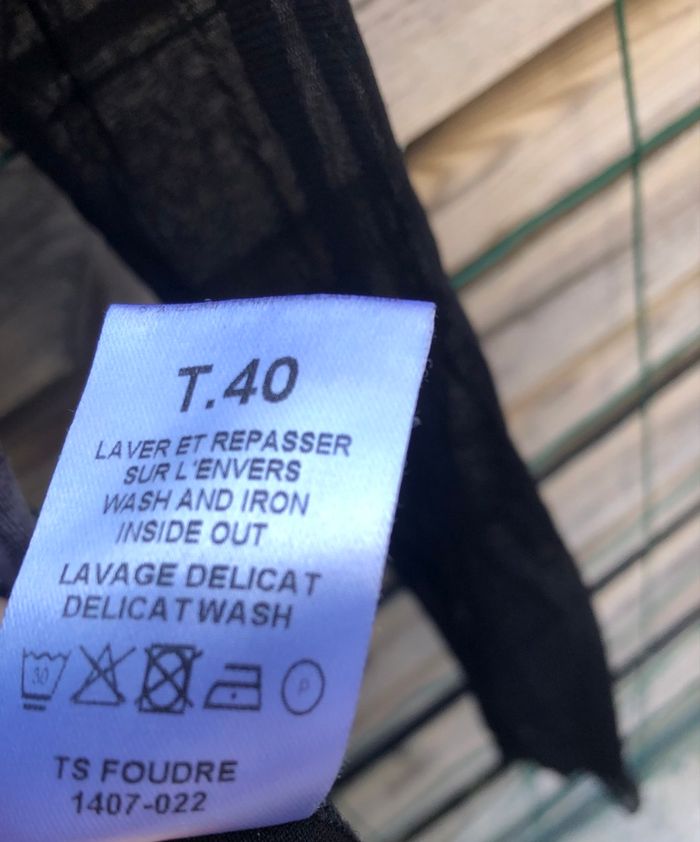 T.40
LAVER ET REPASSER
SUR L'ENVERS
WASH AND IRON
INSIDE OUT
LAVAGE DELICAT
DELICAT WASH
30 P
TS FOUDRE
1407-022